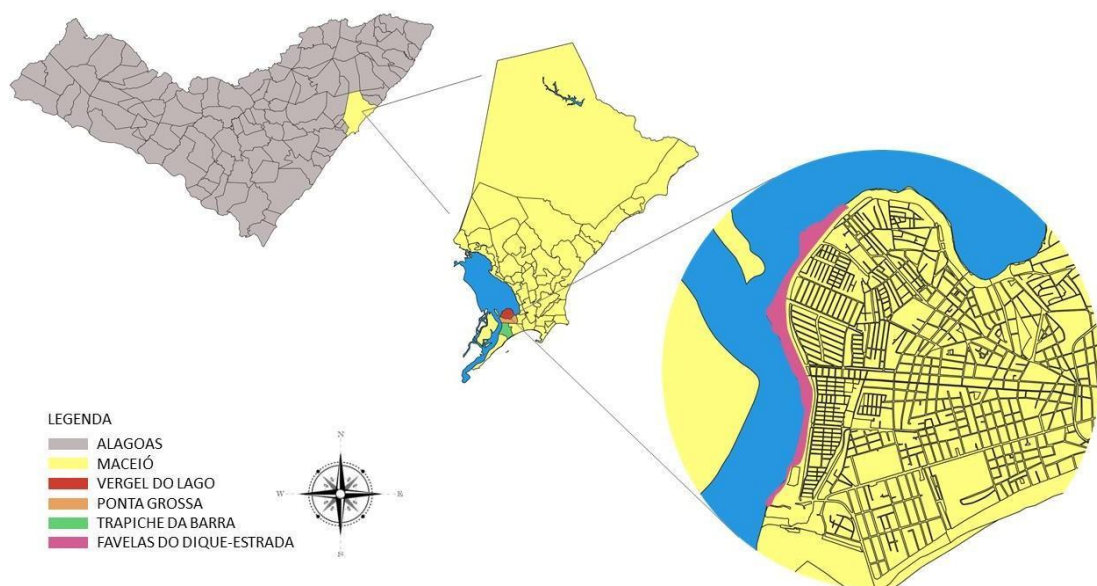 LEGENDA
ALAGOAS
MACEIÓ
VERGEL DO LAGO
PONTA GROSSA
TRAPICHE DA BARRA
FAVELAS DO DIQUE-ESTRADA
N
W
E
S